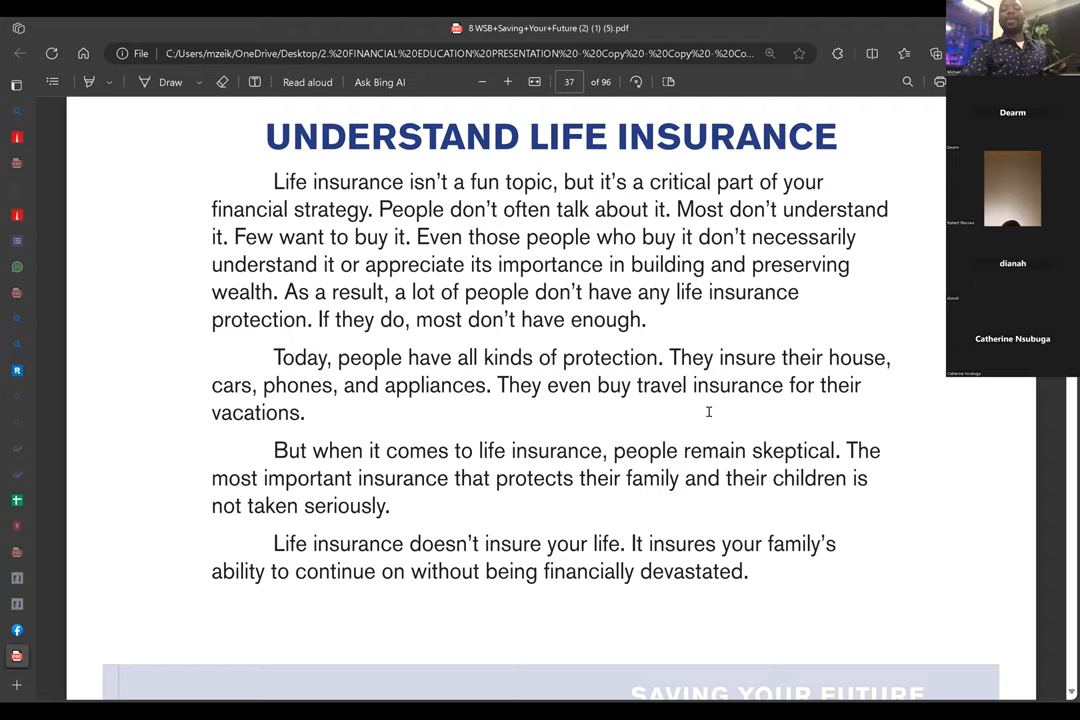 8 WSB+Saving+Your+Future (2) (1) (5).pdf
File
C:/Users/mzeik/OneDrive/Desktop/2.%20FINANCIAL%20EDUCATION%20PRESENTATION%20-%20Copy%20-%20Copy%20-%20Co...
Draw
Read aloud
Ask Bing AI
37
of 96
UNDERSTAND LIFE INSURANCE
Life insurance isn't a fun topic, but it's a critical part of your
financial strategy. People don't often talk about it. Most don't understand
it. Few want to buy it. Even those people who buy it don't necessarily
understand it or appreciate its importance in building and preserving
wealth. As a result, a lot of people don't have any life insurance
protection. If they do, most don't have enough.
Today, people have all kinds of protection. They insure their house,
cars, phones, and appliances. They even buy travel insurance for their
vacations.
But when it comes to life insurance, people remain skeptical. The
most important insurance that protects their family and their children is
not taken seriously.
Life insurance doesn't insure your life. It insures your family's
ability to continue on without being financially devastated.
SAVING YOUR FUTURE
Michael
Dearm
Dearm
dianah
dianah
Catherine Nsubuga
Catherine Nsubuga